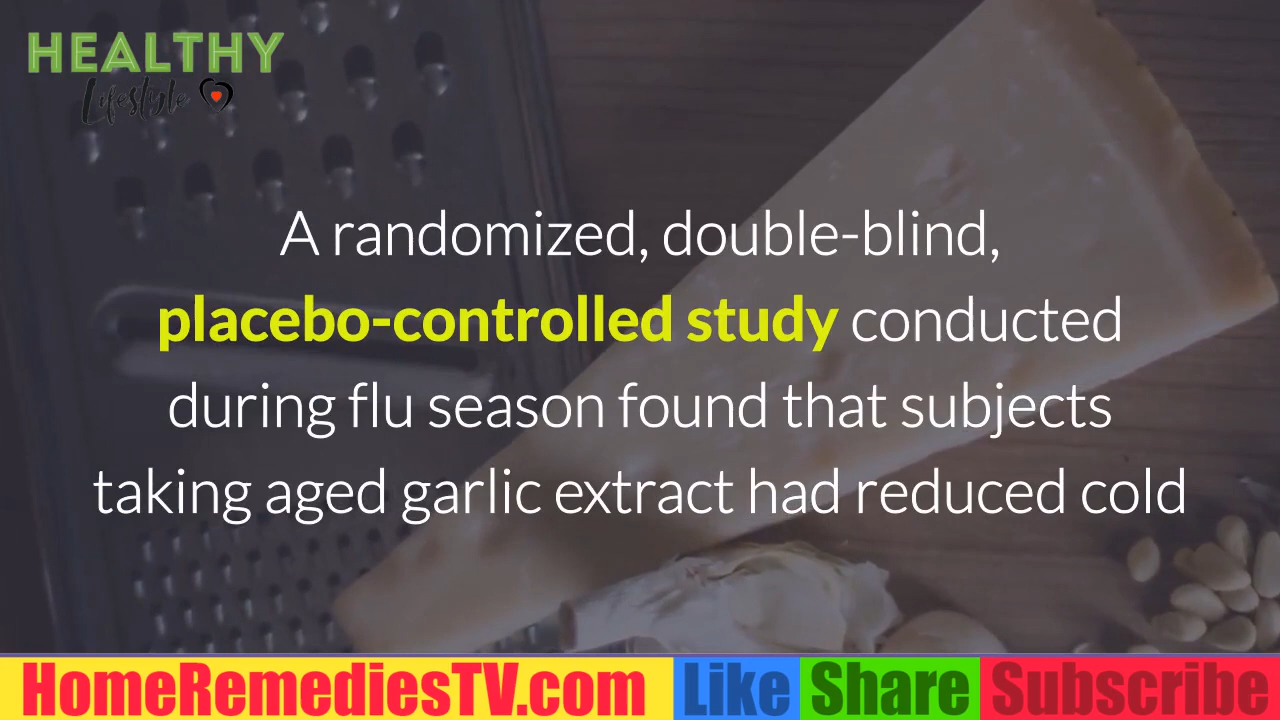 HEALTHY
Lifestyle
A randomized, double-blind,
placebo-controlled study conducted
during flu season found that subjects
taking aged garlic extract had reduced cold
HomeRemediesTV.com Like Share Subscribe